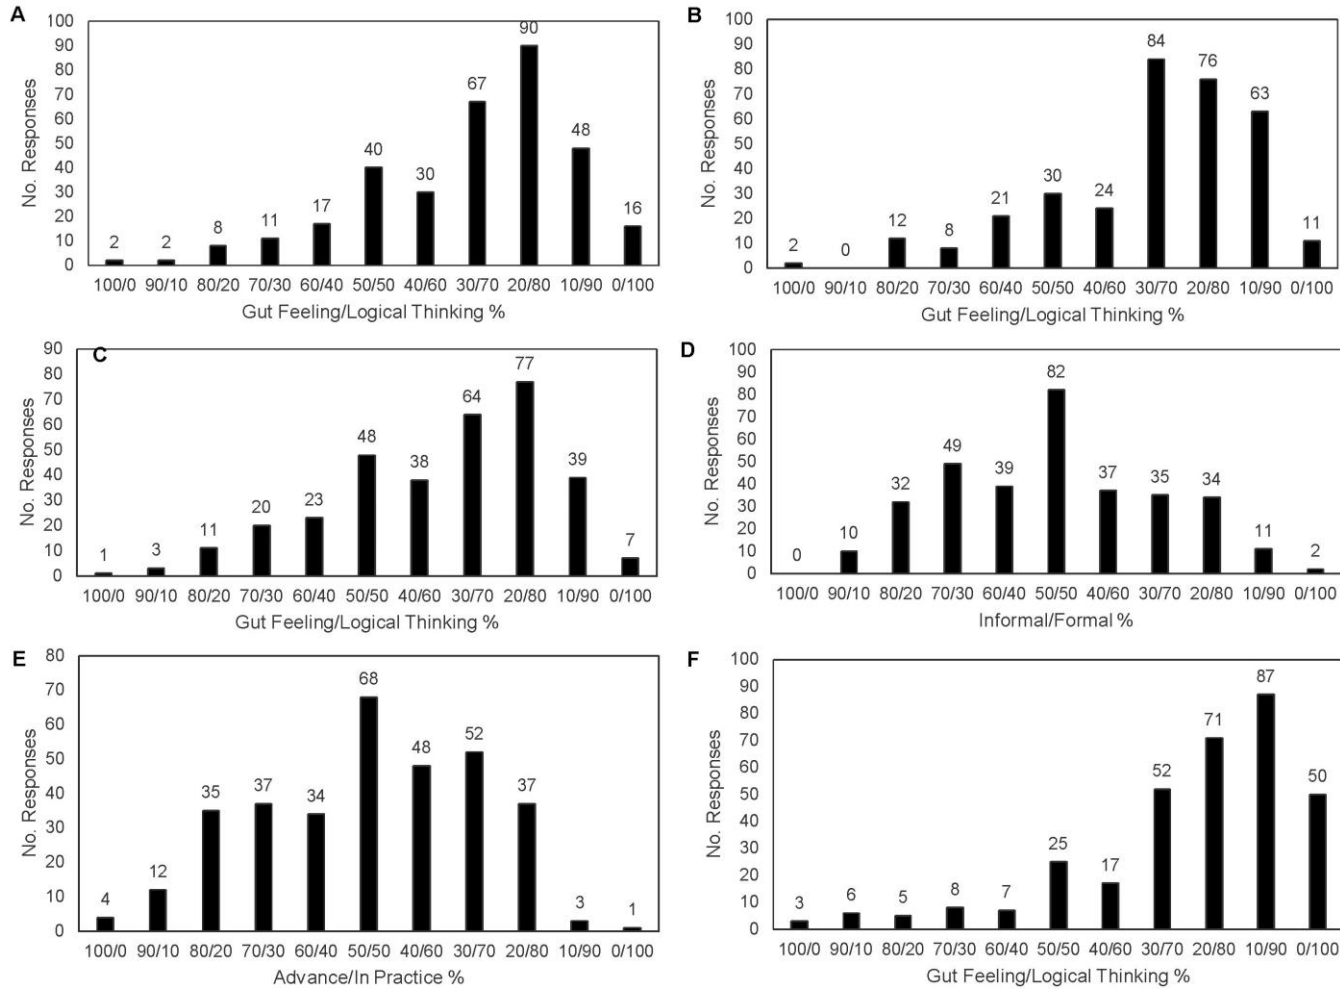 A
100
90
80
70
60
50
40
30
20
10
0
No. Responses
2 2 8 11 17 40 30 67 90 48 16
100/0 90/10 80/20 70/30 60/40 50/50 40/60 30/70 20/80 10/90 0/100
Gut Feeling/Logical Thinking %
B
100
90
80
70
60
50
40
30
20
10
0
No. Responses
2 0 12 8 21 30 24 84 76 63 11
100/0 90/10 80/20 70/30 60/40 50/50 40/60 30/70 20/80 10/90 0/100
Gut Feeling/Logical Thinking %
C
90
80
70
60
50
40
30
20
10
0
No. Responses
1 3 11 20 23 48 38 64 77 39 7
100/0 90/10 80/20 70/30 60/40 50/50 40/60 30/70 20/80 10/90 0/100
Gut Feeling/Logical Thinking %
D
100
90
80
70
60
50
40
30
20
10
0
No. Responses
0 10 32 49 39 82 37 35 34 11 2
100/0 90/10 80/20 70/30 60/40 50/50 40/60 30/70 20/80 10/90 0/100
Informal/Formal %
E
80
70
60
50
40
30
20
10
0
No. Responses
4 12 35 37 34 68 48 52 37 3 1
100/0 90/10 80/20 70/30 60/40 50/50 40/60 30/70 20/80 10/90 0/100
Advance/In Practice %
F
100
90
80
70
60
50
40
30
20
10
0
No. Responses
3 6 5 8 7 25 17 52 71 87 50
100/0 90/10 80/20 70/30 60/40 50/50 40/60 30/70 20/80 10/90 0/100
Gut Feeling/Logical Thinking %